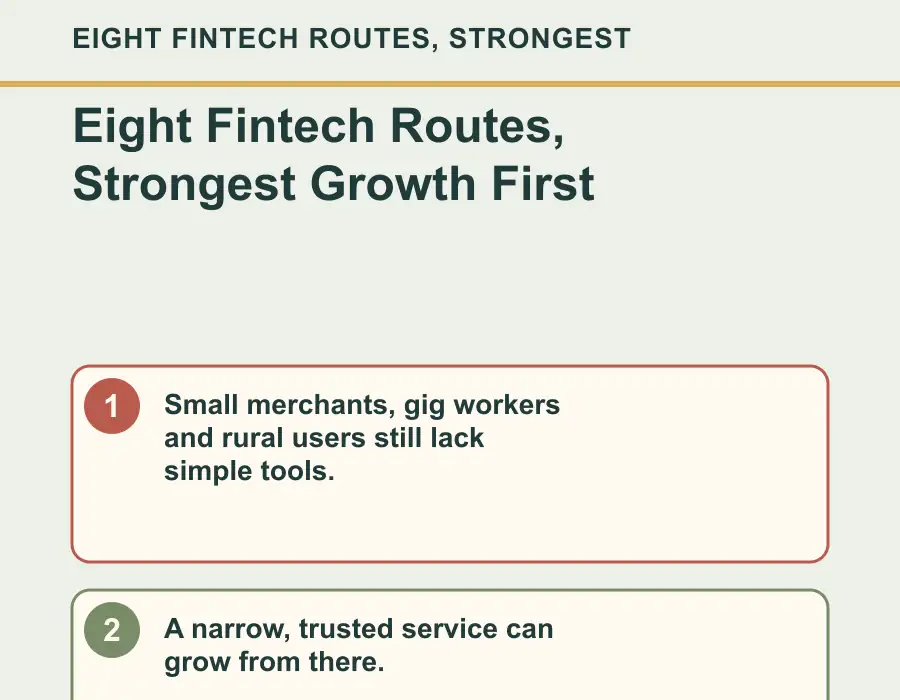 EIGHT FINTECH ROUTES, STRONGEST
Eight Fintech Routes,
Strongest Growth First
1
Small merchants, gig workers
and rural users still lack
simple tools.
2
A narrow, trusted service can
grow from there.